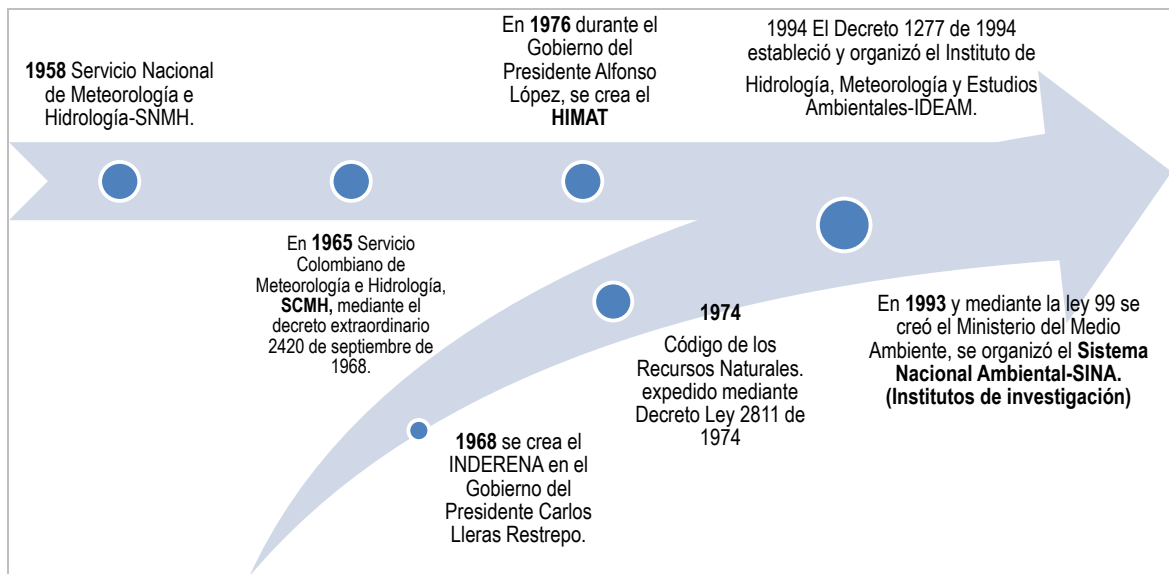 1958 Servicio Nacional
de Meteorología e
Hidrología-SNMH.
En 1965 Servicio
Colombiano de
Meteorología e Hidrología,
SCMH, mediante el
decreto extraordinario
2420 de septiembre de
1968.
En 1976 durante el
Gobierno del
Presidente Alfonso
López, se crea el
HIMAT
1994 El Decreto 1277 de 1994
estableció y organizó el Instituto de
Hidrología, Meteorología y Estudios
Ambientales-IDEAM.
1968 se crea el
INDERENA en el
Gobierno del
Presidente Carlos
Lleras Restrepo.
1974
Código de los
Recursos Naturales.
expedido mediante
Decreto Ley 2811 de
1974
En 1993 y mediante la ley 99 se
creó el Ministerio del Medio
Ambiente, se organizó el Sistema
Nacional Ambiental-SINA.
(Institutos de investigación)